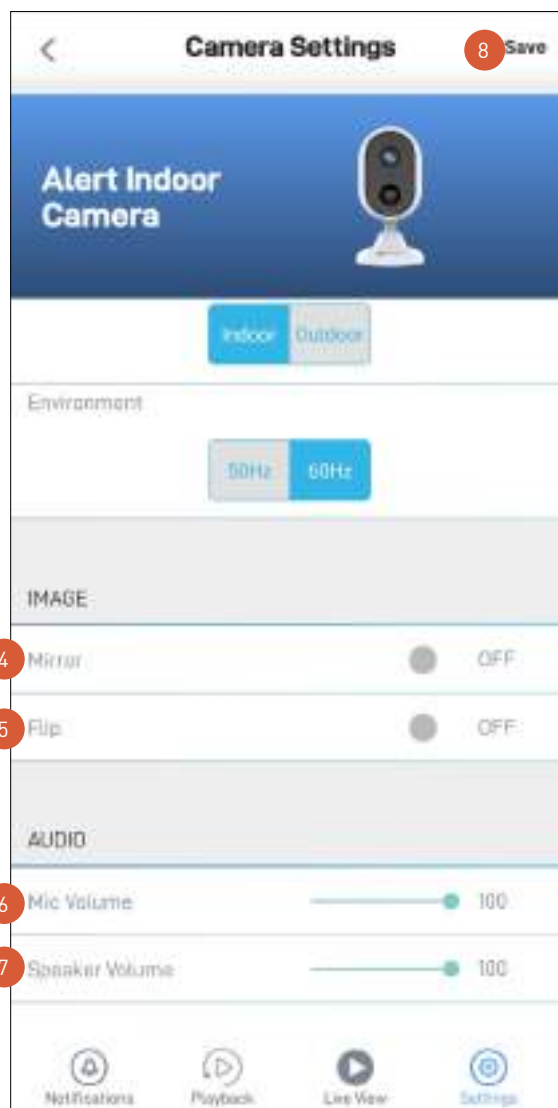 Camera Settings
8 Save
Alert Indoor
Camera
Indoor Outdoor
Environment
50Hz 60Hz
IMAGE
4 Mirror OFF
5 Flip OFF
AUDIO
6 Mic Volume 100
7 Speaker Volume 100
Notifications Playback Live View Settings